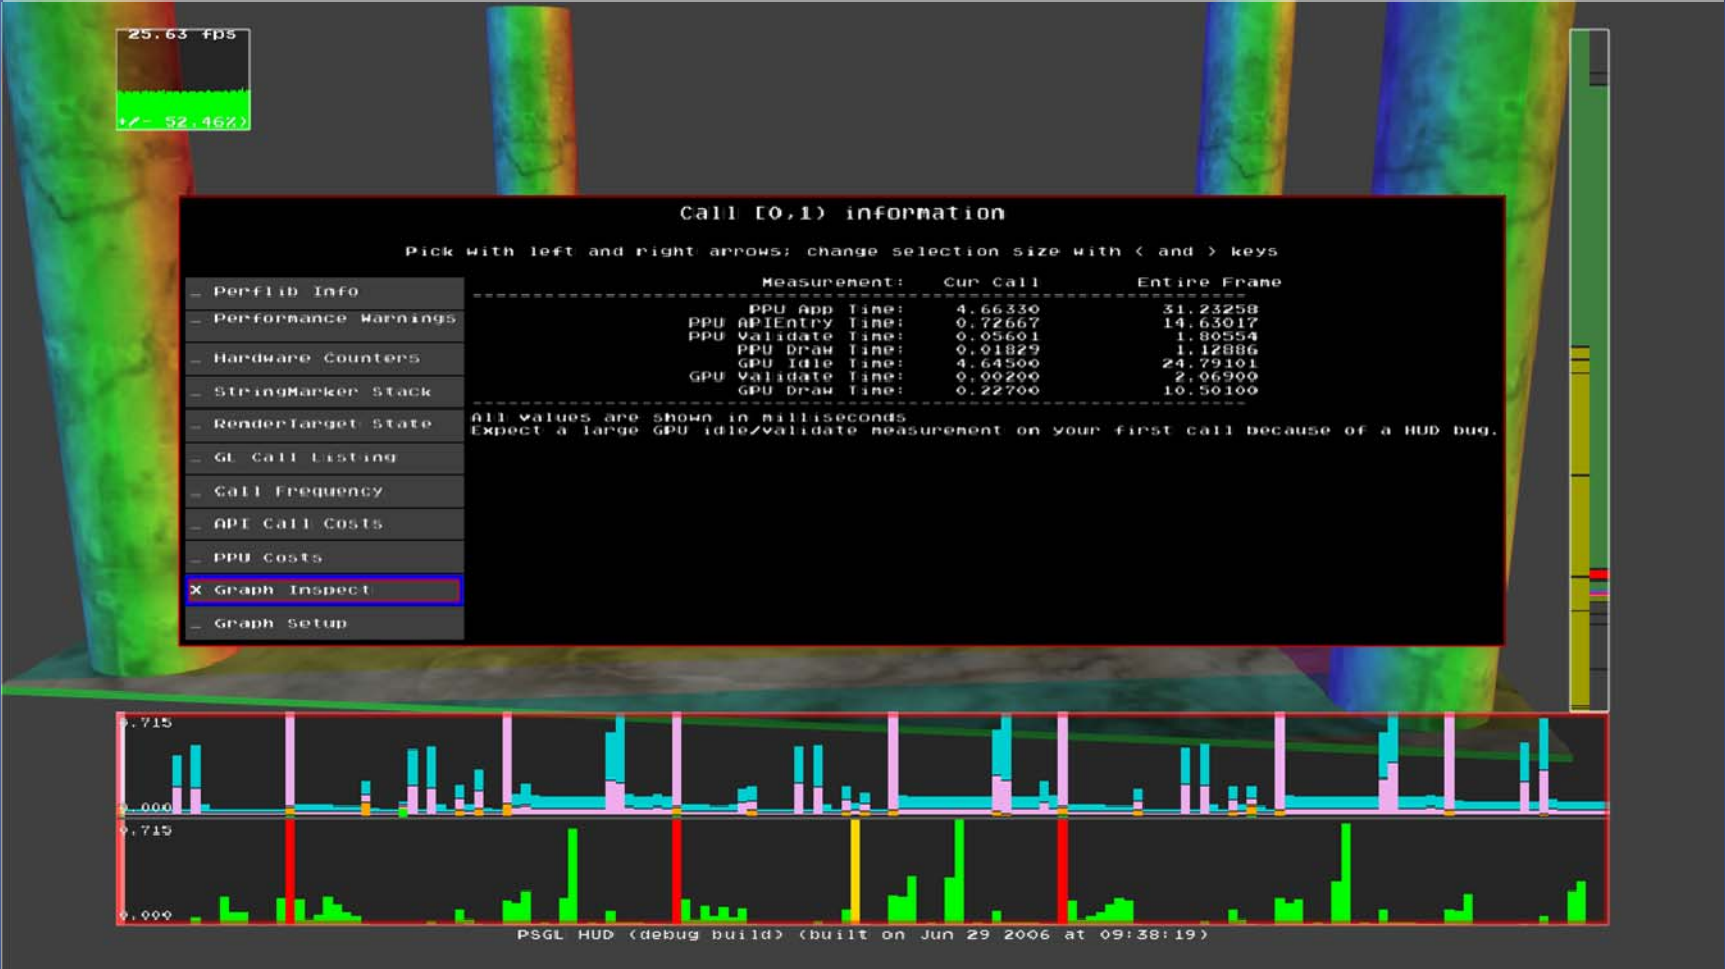 25.63 fps
+/- 52.46%)
Call [0,1) information
Pick with left and right arrows; change selection size with < and > keys
_ Perflib Info
_ Performance Warnings
_ Hardware Counters
_ StringMarker Stack
_ RenderTarget State
_ GL Call Listing
_ Call Frequency
_ API Call Costs
_ PPU Costs
X Graph Inspect
_ Graph Setup
Measurement: Cur Call Entire Frame
PPU App Time: 4.66330 31.23258
PPU APIEntry Time: 0.72667 14.63017
PPU Validate Time: 0.05601 1.80554
PPU Draw Time: 0.01829 1.12886
GPU Idle Time: 4.64500 24.79101
GPU Validate Time: 0.00200 2.06900
GPU Draw Time: 0.22700 10.50100
All values are shown in milliseconds
Expect a large GPU idle/validate measurement on your first call because of a HUD bug.
0.715
0.000
0.715
0.000
PSGL HUD (debug build) (built on Jun 29 2006 at 09:38:19)